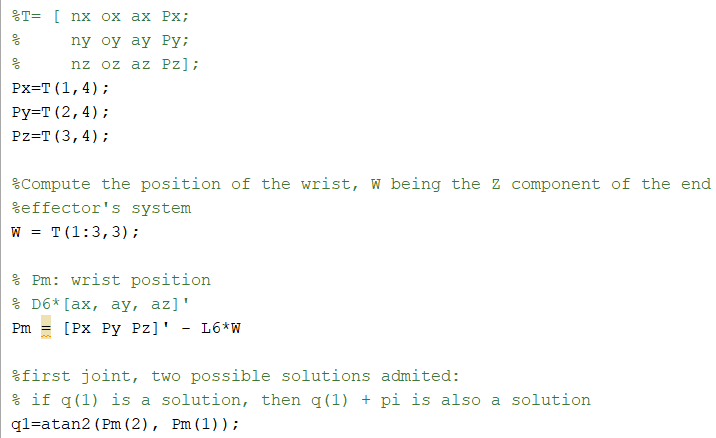 %T= [ nx ox ax Px;
%     ny oy ay Py;
%     nz oz az Pz];
Px=T(1,4);
Py=T(2,4);
Pz=T(3,4);
%Compute the position of the wrist, W being the Z component of the end
%effector's system
W = T(1:3,3);
% Pm: wrist position
% D6*[ax, ay, az]'
Pm = [Px Py Pz]' - L6*W
%first joint, two possible solutions admited:
% if q(1) is a solution, then q(1) + pi is also a solution
q1=atan2(Pm(2), Pm(1));